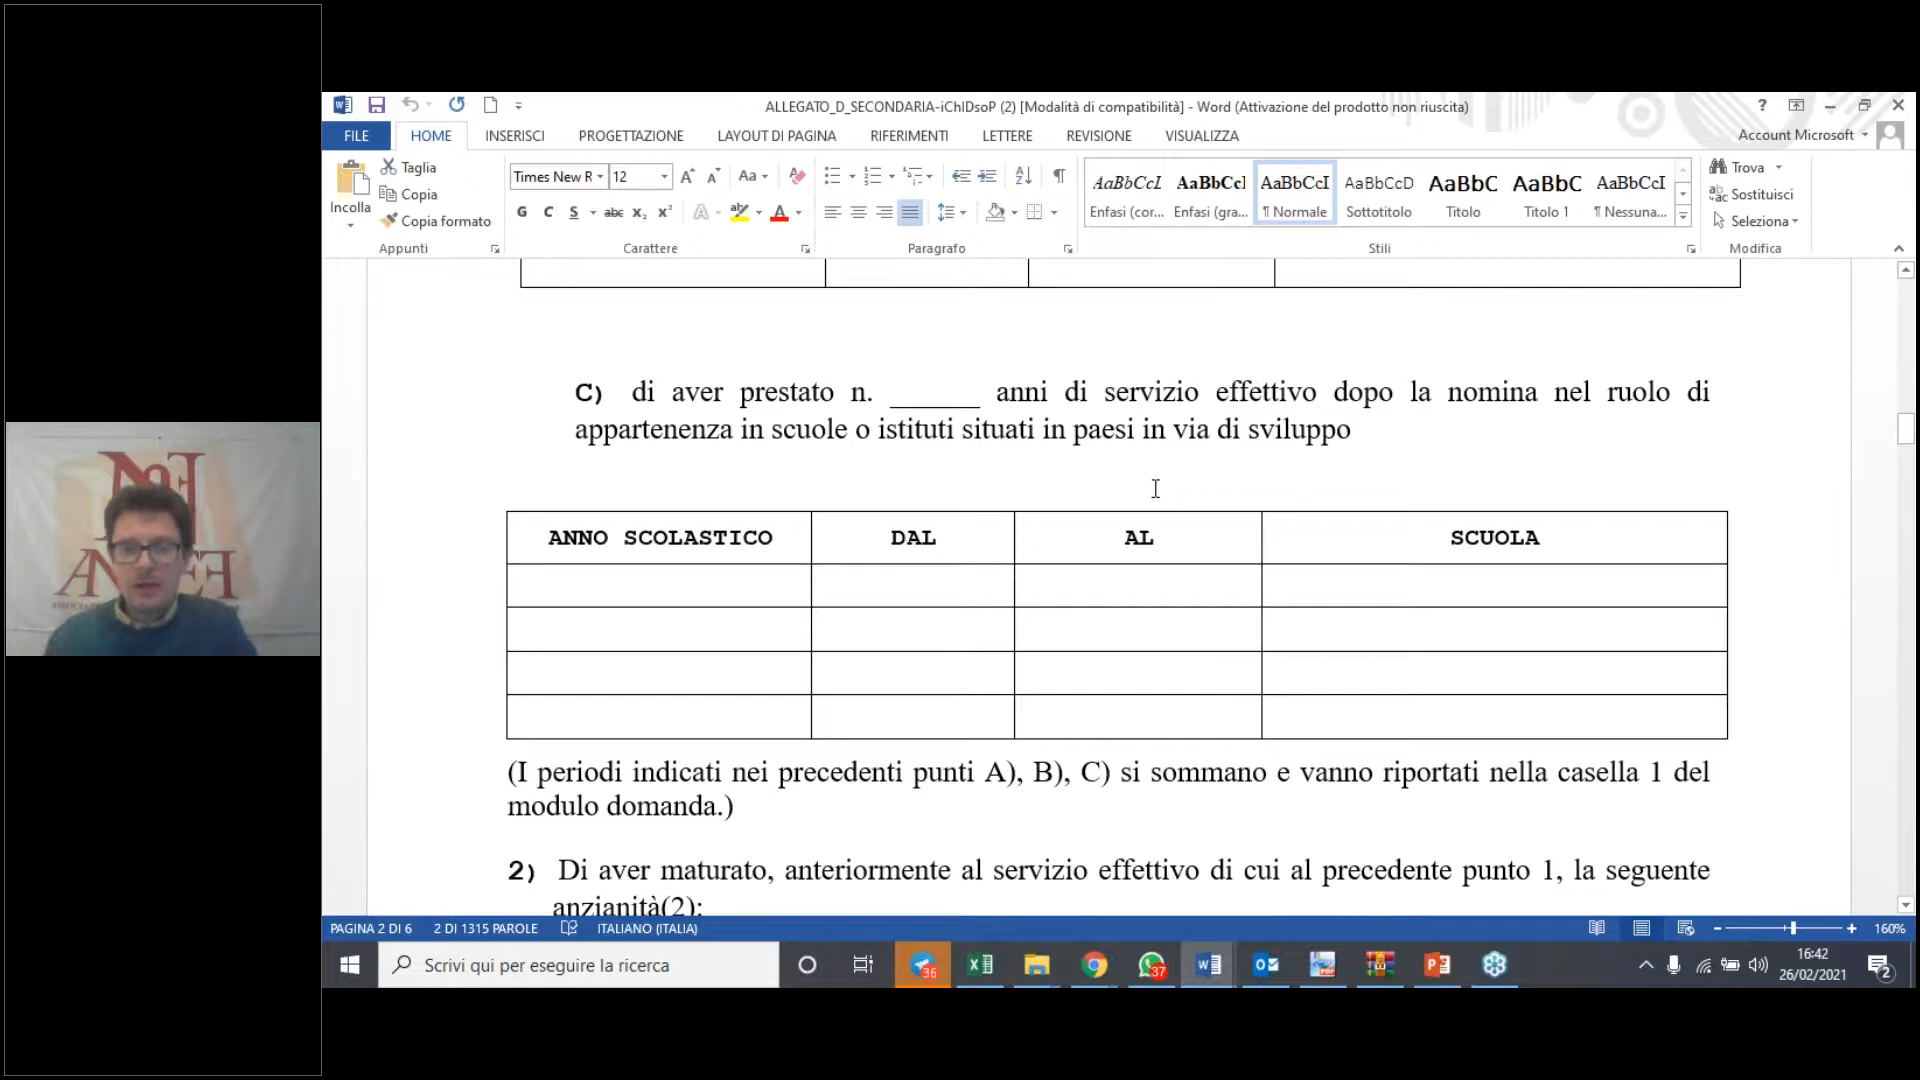 ALLEGATO_D_SECONDARIA-iChIDsoP (2) [Modalità di compatibilità] - Word (Attivazione del prodotto non riuscita)
FILE HOME INSERISCI PROGETTAZIONE LAYOUT DI PAGINA RIFERIMENTI LETTERE REVISIONE VISUALIZZA Account Microsoft
Incolla
Taglia
Copia
Copia formato
Appunti
Times New R 12
G C S abc x₂ x²
Carattere
Paragrafo
AaBbCcI AaBbCcI AaBbCcI AaBbCcD AaBbC AaBbC AaBbCcI
Enfasi (cor... Enfasi (gra... ¶ Normale Sottotitolo Titolo Titolo 1 ¶ Nessuna...
Stili
Trova
Sostituisci
Seleziona
Modifica
C) di aver prestato n. ______ anni di servizio effettivo dopo la nomina nel ruolo di
appartenenza in scuole o istituti situati in paesi in via di sviluppo
ANNO SCOLASTICO DAL AL SCUOLA
(I periodi indicati nei precedenti punti A), B), C) si sommano e vanno riportati nella casella 1 del
modulo domanda.)
2) Di aver maturato, anteriormente al servizio effettivo di cui al precedente punto 1, la seguente
anzianità(2):
PAGINA 2 DI 6 2 DI 1315 PAROLE ITALIANO (ITALIA) 160%
Scrivi qui per eseguire la ricerca
36
37
16:42
26/02/2021
2